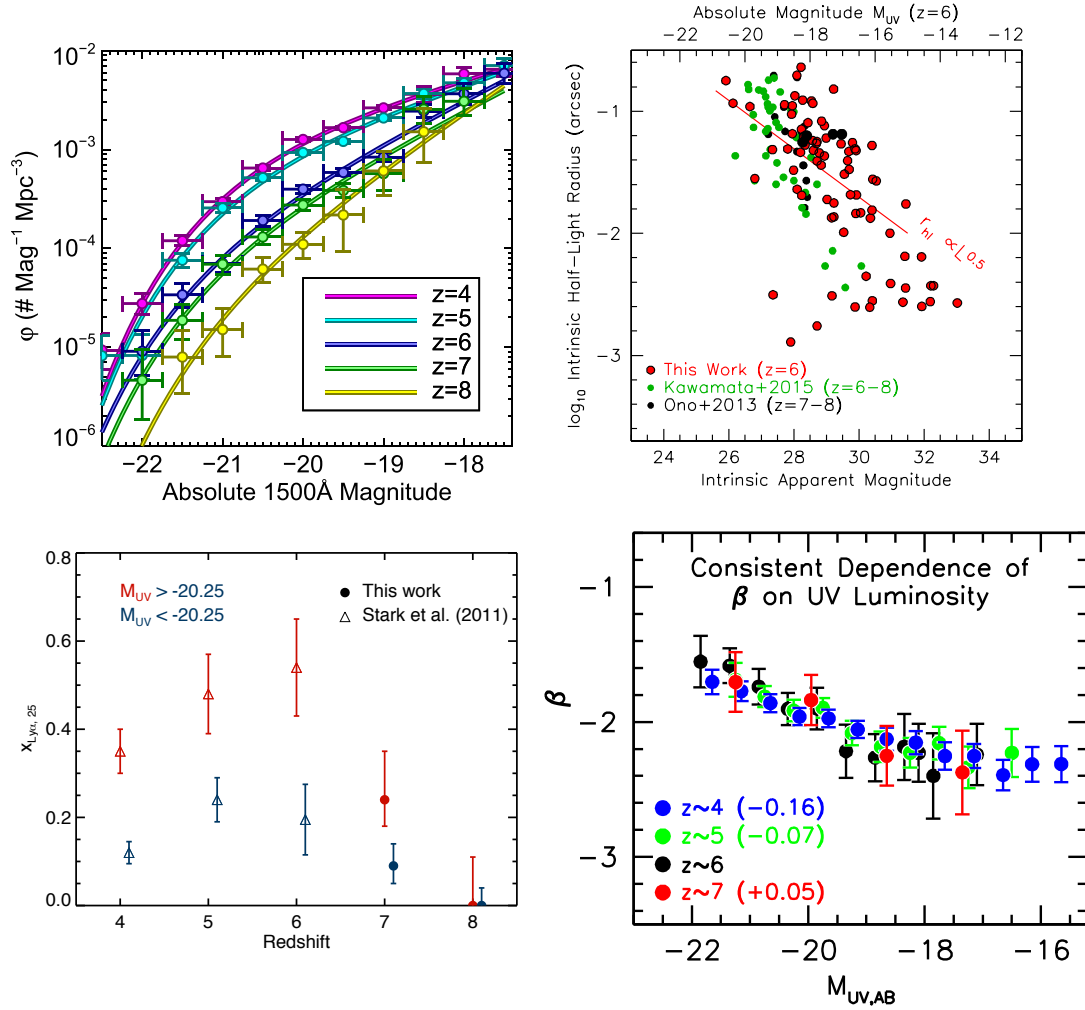 10⁻²
10⁻³
10⁻⁴
10⁻⁵
10⁻⁶
φ (# Mag⁻¹ Mpc⁻³)
z=4
z=5
z=6
z=7
z=8
−22 −21 −20 −19 −18
Absolute 1500Å Magnitude
Absolute Magnitude M_UV (z=6)
−22 −20 −18 −16 −14 −12
log₁₀ Intrinsic Half−Light Radius (arcsec)
−1
−2
−3
r_hl ∝L^0.5
This Work (z=6)
Kawamata+2015 (z=6−8)
Ono+2013 (z=7−8)
24 26 28 30 32 34
Intrinsic Apparent Magnitude
0.8
0.6
0.4
0.2
0.0
x_Lyα, 25
M_UV > -20.25
M_UV < -20.25
This work
Stark et al. (2011)
4 5 6 7 8
Redshift
Consistent Dependence of
β on UV Luminosity
−1
−2
−3
β
z~4 (−0.16)
z~5 (−0.07)
z~6
z~7 (+0.05)
−22 −20 −18 −16
M_UV,AB